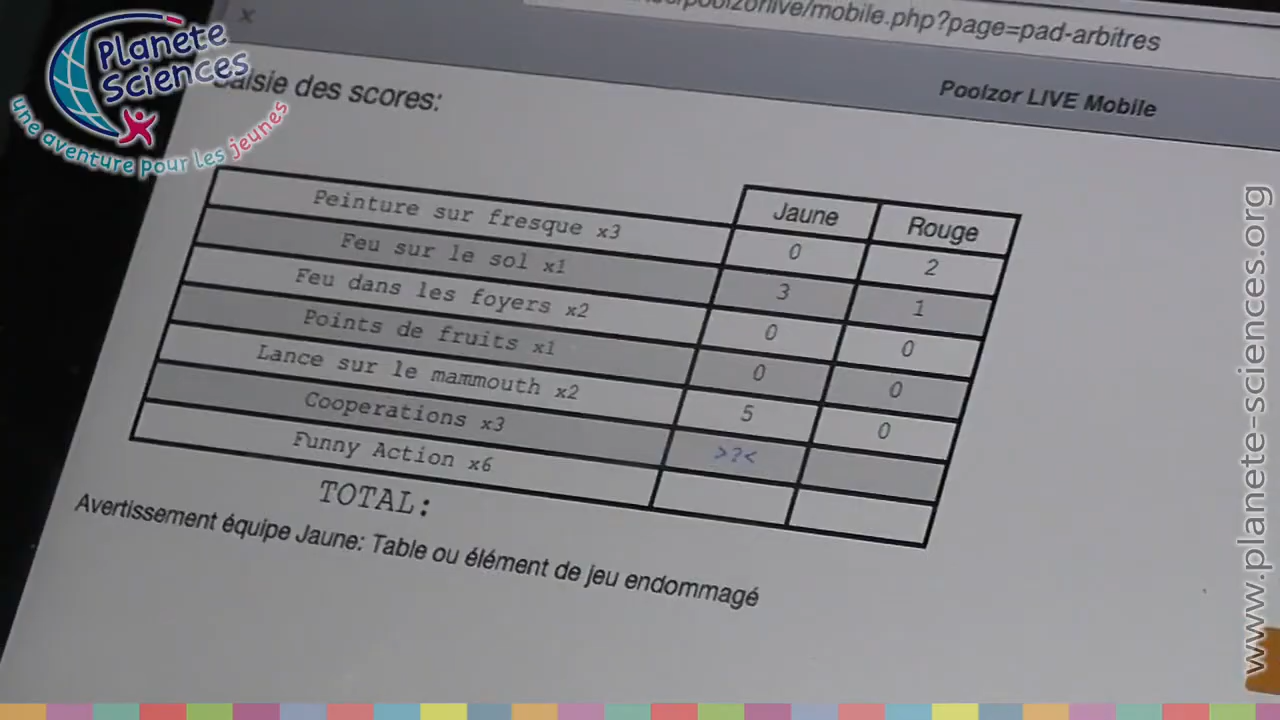 poolzorlive/mobile.php?page=pad-arbitres
Poolzor LIVE Mobile
Planète
Sciences
une aventure pour les jeunes
Saisie des scores:
Jaune Rouge
Peinture sur fresque x3 0 2
Feu sur le sol x1 3 1
Feu dans les foyers x2 0 0
Points de fruits x1 0 0
Lance sur le mammouth x2 5 0
Cooperations x3 >?<
Funny Action x6
TOTAL:
Avertissement équipe Jaune: Table ou élément de jeu endommagé
www.planete-sciences.org